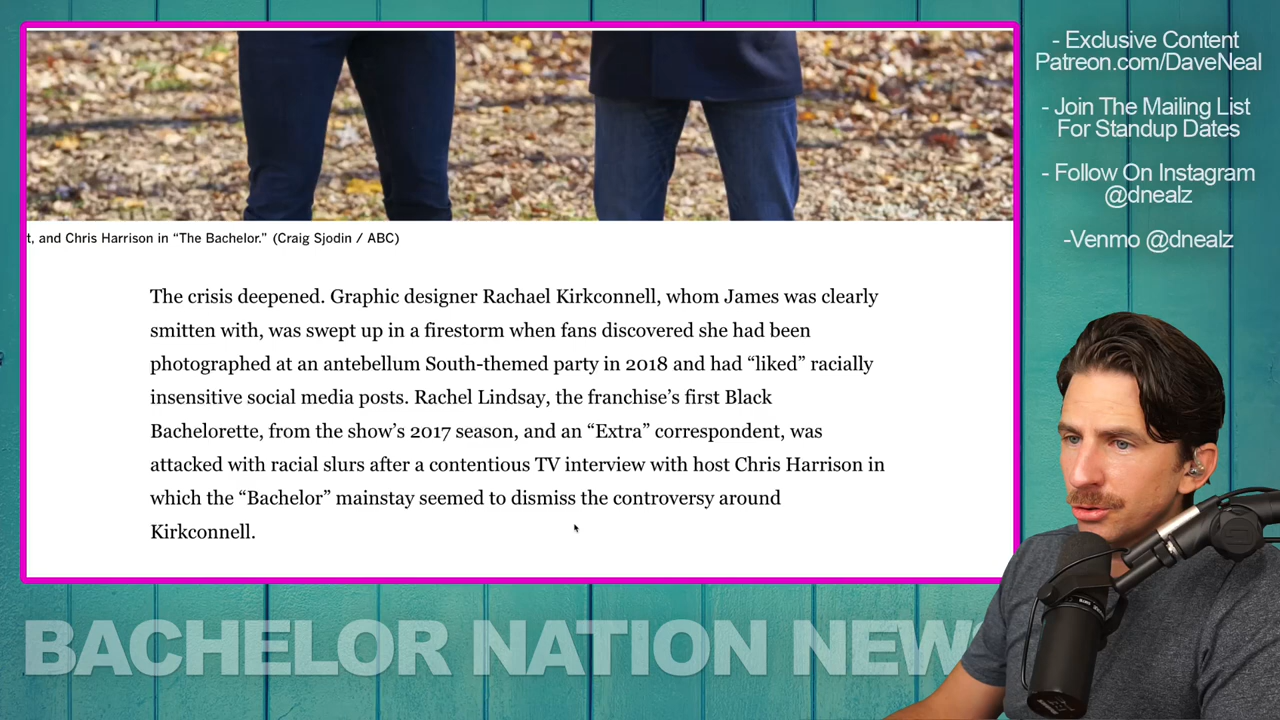 - Exclusive Content
Patreon.com/DaveNeal
- Join The Mailing List
For Standup Dates
- Follow On Instagram
@dnealz
-Venmo @dnealz
t, and Chris Harrison in “The Bachelor.” (Craig Sjodin / ABC)
The crisis deepened. Graphic designer Rachael Kirkconnell, whom James was clearly
smitten with, was swept up in a firestorm when fans discovered she had been
photographed at an antebellum South-themed party in 2018 and had “liked” racially
insensitive social media posts. Rachel Lindsay, the franchise’s first Black
Bachelorette, from the show’s 2017 season, and an “Extra” correspondent, was
attacked with racial slurs after a contentious TV interview with host Chris Harrison in
which the “Bachelor” mainstay seemed to dismiss the controversy around
Kirkconnell.
BACHELOR NATION NEWS